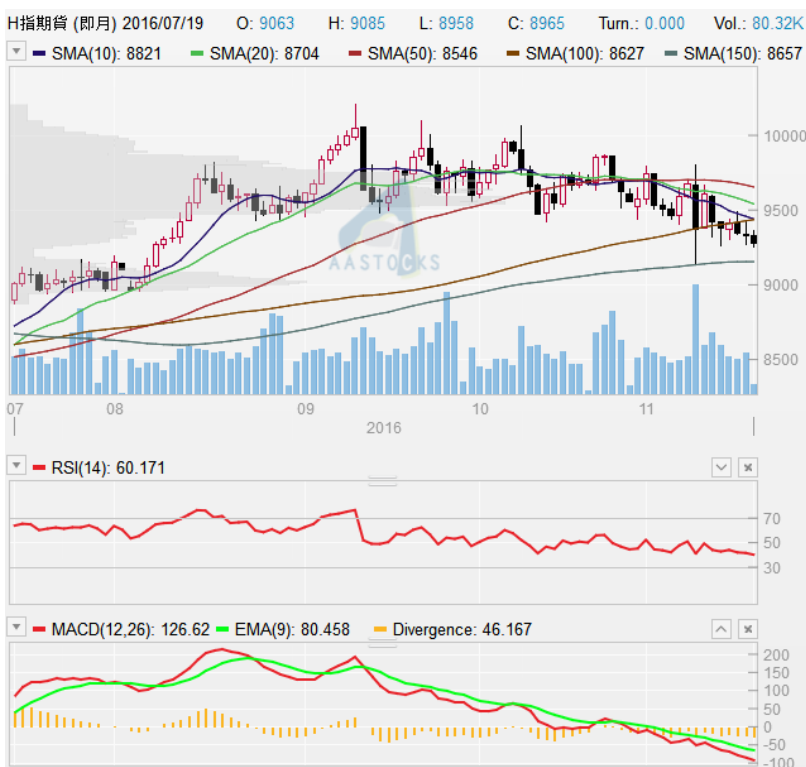 H指期貨 (即月) 2016/07/19 O: 9063 H: 9085 L: 8958 C: 8965 Turn.: 0.000 Vol.: 80.32K
SMA(10): 8821 SMA(20): 8704 SMA(50): 8546 SMA(100): 8627 SMA(150): 8657
10000
9500
AASTOCKS
9000
8500
07 08 09 10 11
2016
RSI(14): 60.171
70
50
30
MACD(12,26): 126.62 EMA(9): 80.458 Divergence: 46.167
200
150
100
50
0
-50
-100